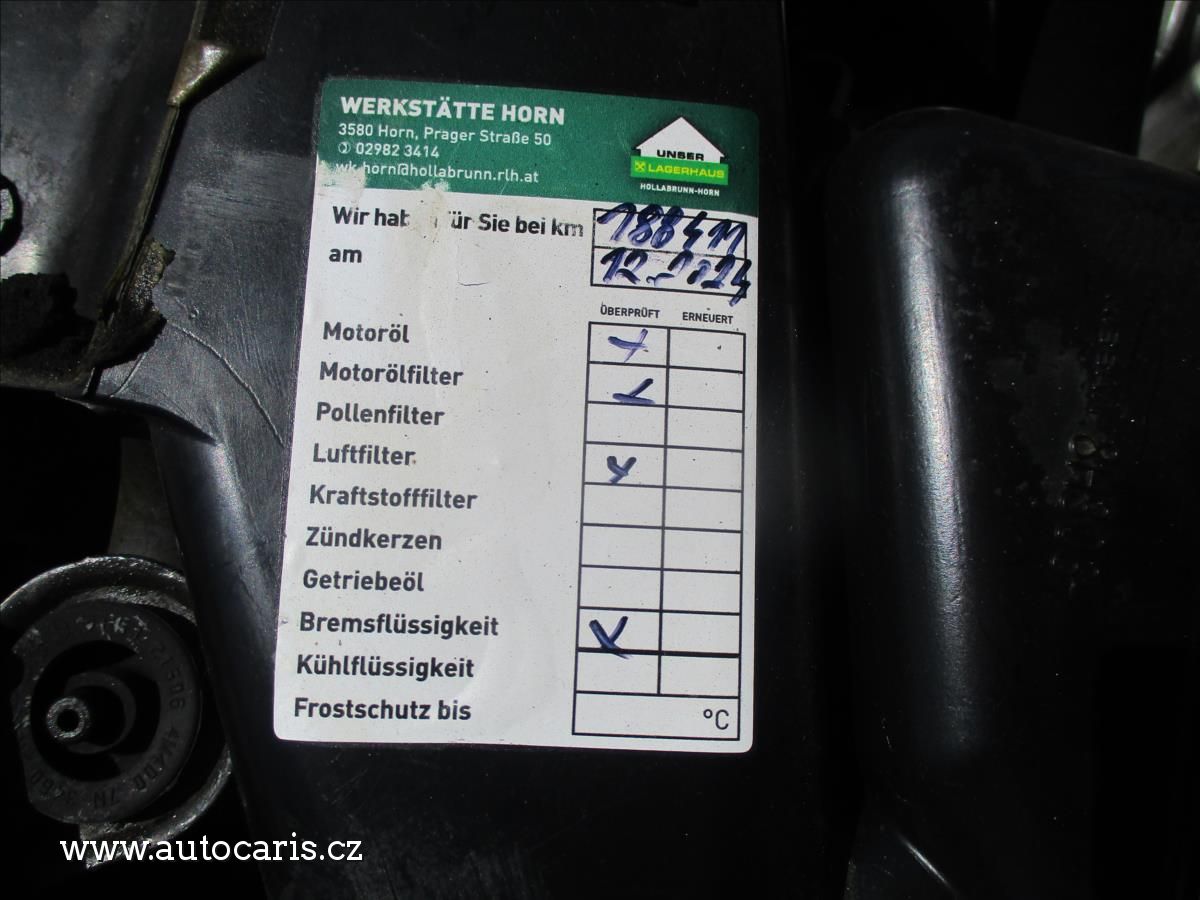 WERKSTÄTTE HORN
3580 Horn, Prager Straße 50
✆ 02982 3414
wk.horn@hollabrunn.rlh.at
UNSER
LAGERHAUS
HOLLABRUNN-HORN
Wir hab ür Sie bei km 188411
am 12-2024
ÜBERPRÜFT ERNEUERT
Motoröl
Motorölfilter
Pollenfilter
Luftfilter
Kraftstofffilter
Zündkerzen
Getriebeöl
Bremsflüssigkeit
Kühlflüssigkeit
Frostschutz bis °C
www.autocaris.cz